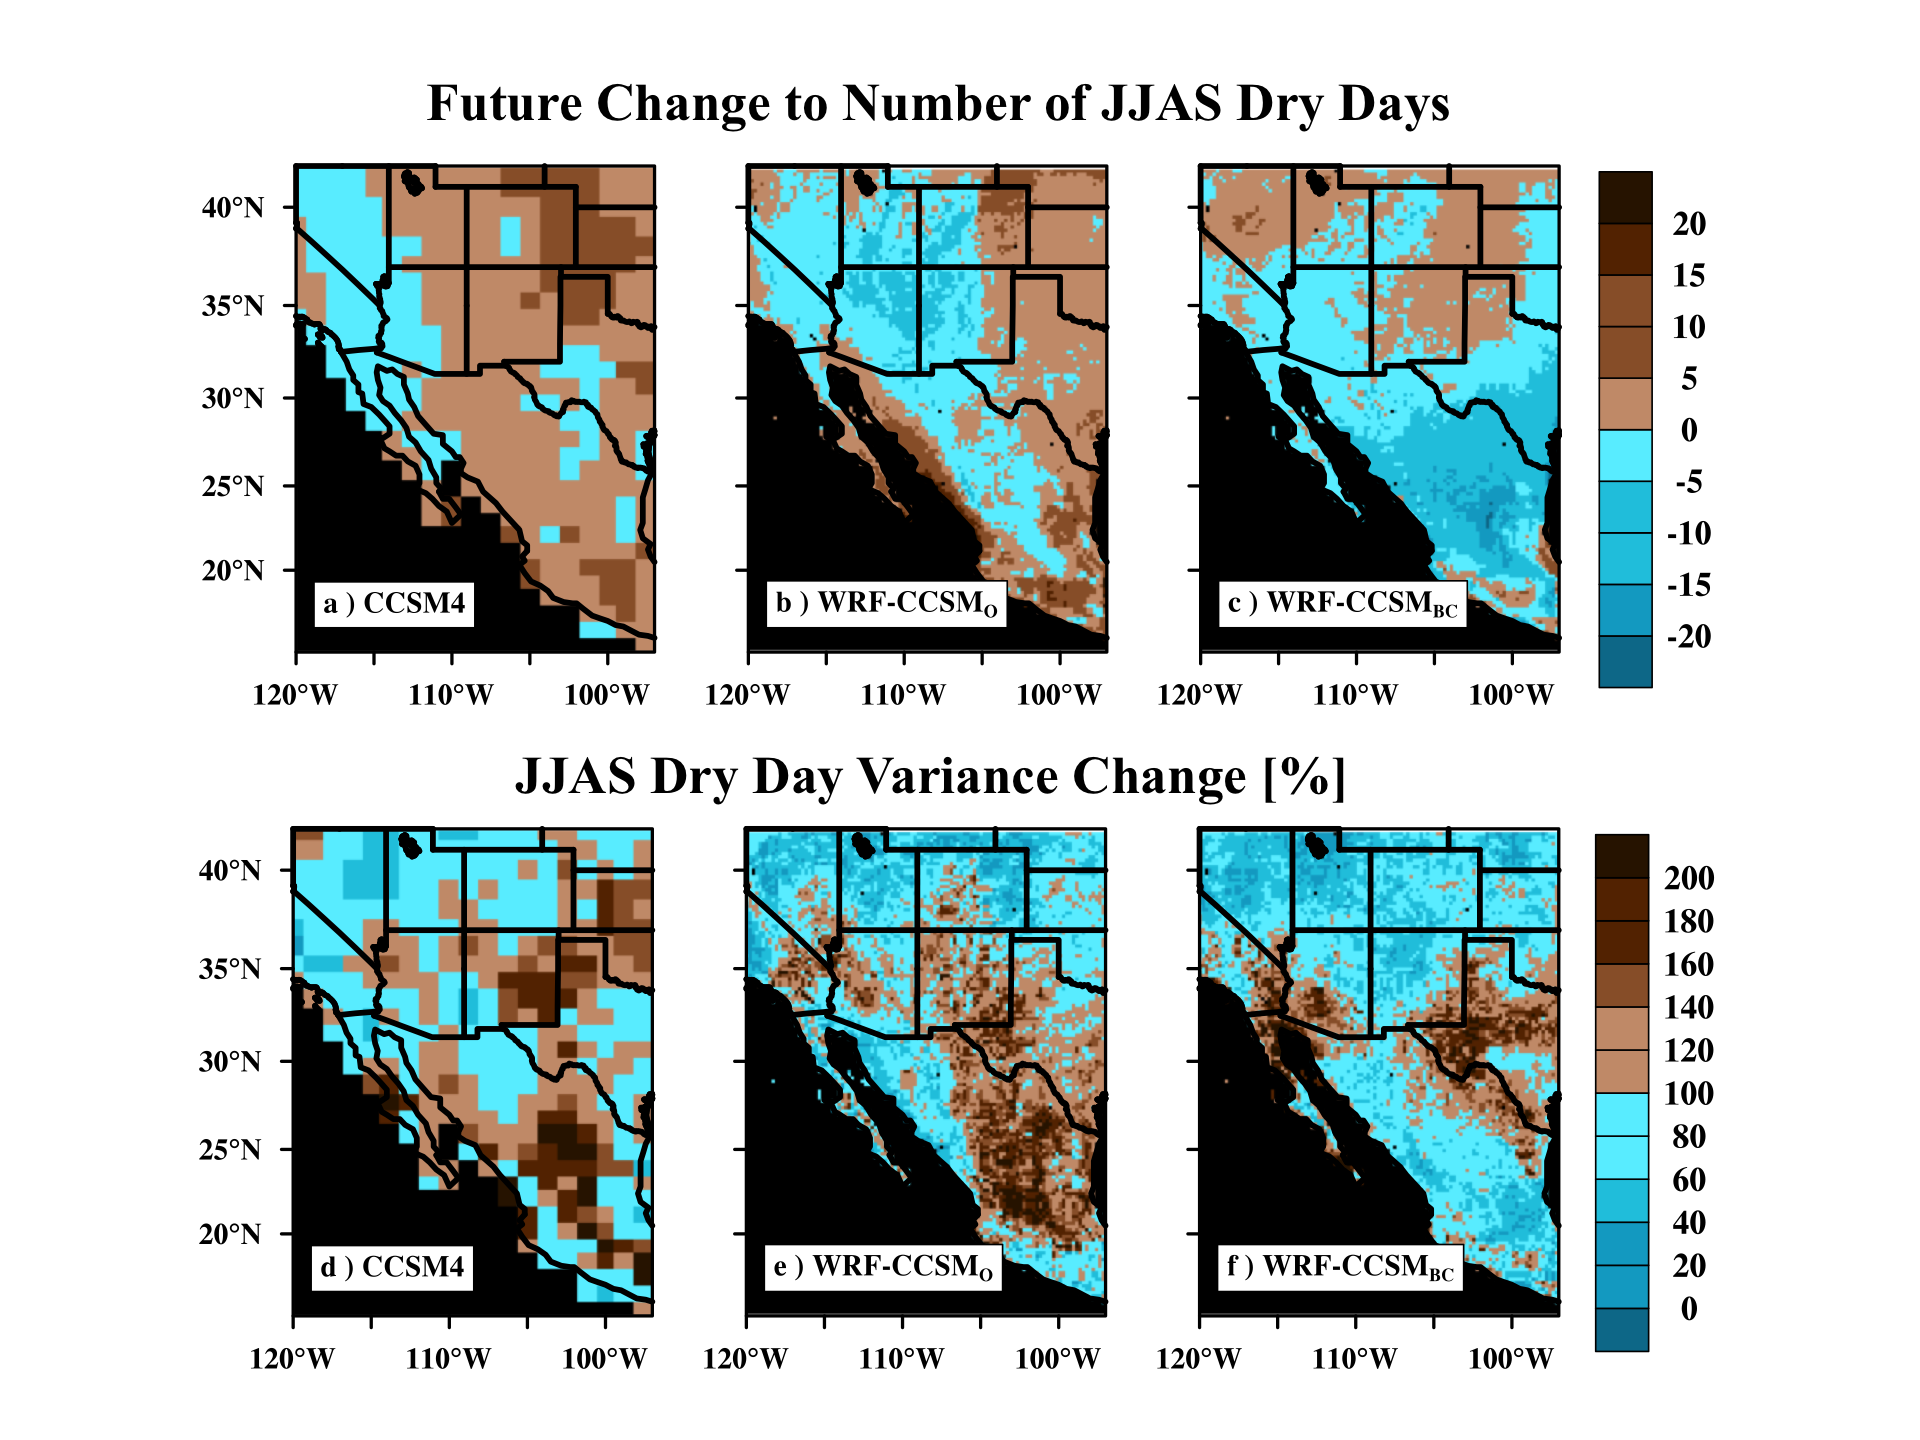 Future Change to Number of JJAS Dry Days
40°N
35°N
30°N
25°N
20°N
a ) CCSM4
b ) WRF-CCSMO
c ) WRF-CCSMBC
120°W 110°W 100°W
120°W 110°W 100°W
120°W 110°W 100°W
20
15
10
5
0
-5
-10
-15
-20
JJAS Dry Day Variance Change [%]
40°N
35°N
30°N
25°N
20°N
d ) CCSM4
e ) WRF-CCSMO
f ) WRF-CCSMBC
120°W 110°W 100°W
120°W 110°W 100°W
120°W 110°W 100°W
200
180
160
140
120
100
80
60
40
20
0